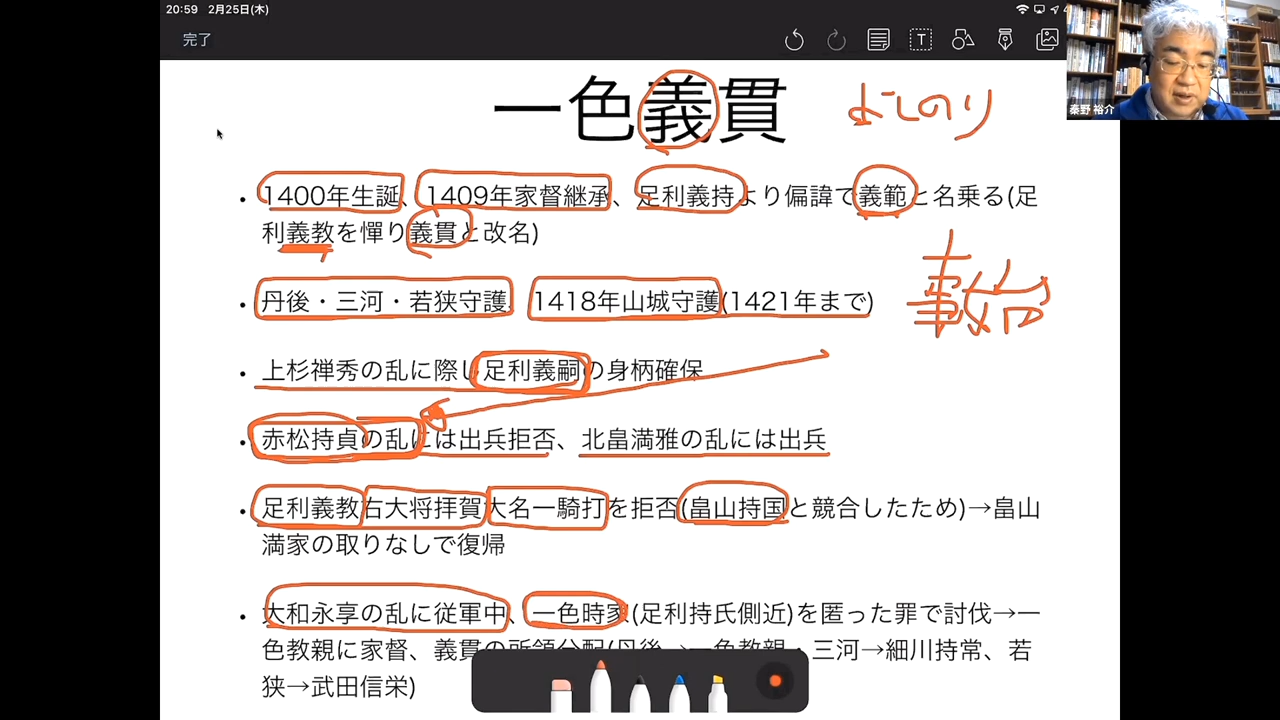 20:59 2月25日(木)
完了
秦野 裕介
一色義貫
よしのり
・1400年生誕、1409年家督継承、足利義持より偏諱で義範と名乗る(足
利義教を憚り義貫と改名)
・丹後・三河・若狭守護、1418年山城守護(1421年まで)
・上杉禅秀の乱に際し足利義嗣の身柄確保
・赤松持貞の乱には出兵拒否、北畠満雅の乱には出兵
・足利義教右大将拝賀大名一騎打を拒否(畠山持国と競合したため)→畠山
満家の取りなしで復帰
・大和永享の乱に従軍中、一色時家(足利持氏側近)を匿った罪で討伐→一
色教親に家督、義貫の所領分配(丹後→一色教親・三河→細川持常、若
狭→武田信栄)